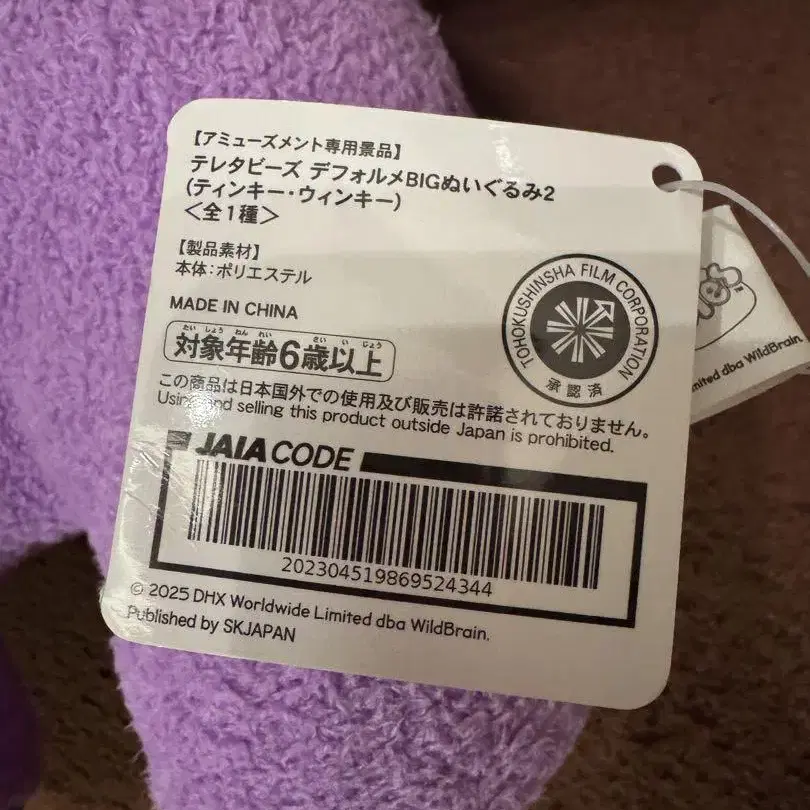 【アミューズメント専用景品】
テレタビーズ デフォルメBIGぬいぐるみ2
(ティンキー・ウィンキー)
<全1種>
【製品素材】
本体:ポリエステル
MADE IN CHINA
たい しょう ねん れい さい い じょう
対象年齢6歳以上
TOHOKUSHINSHA FILM CORPORATION
承認済
この商品は日本国外での使用及び販売は許諾されておりません。
Using and selling this product outside Japan is prohibited.
JAIA CODE
202304519869524344
© 2025 DHX Worldwide Limited dba WildBrain.
Published by SKJAPAN
mited dba WildBrain.